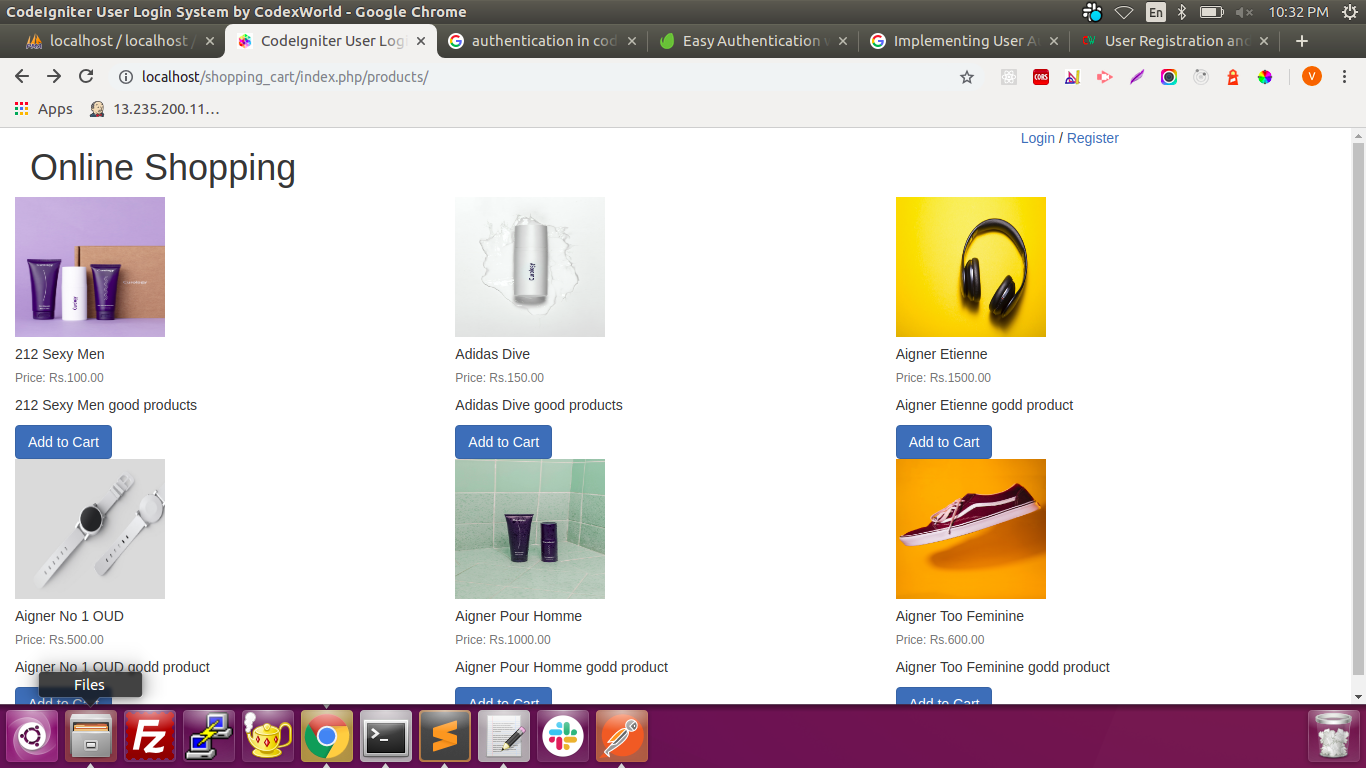 CodeIgniter User Login System by CodexWorld - Google Chrome
En
10:32 PM
localhost / localhost /
CodeIgniter User Log
authentication in cod
Easy Authentication
Implementing User A
User Registration and
localhost/shopping_cart/index.php/products/
CORS
V
Apps
13.235.200.11...
Login / Register
Online Shopping
212 Sexy Men
Adidas Dive
Aigner Etienne
Price: Rs.100.00
Price: Rs.150.00
Price: Rs.1500.00
212 Sexy Men good products
Adidas Dive good products
Aigner Etienne godd product
Add to Cart
Add to Cart
Add to Cart
Aigner No 1 OUD
Aigner Pour Homme
Aigner Too Feminine
Price: Rs.500.00
Price: Rs.1000.00
Price: Rs.600.00
Aigner No 1 OUD godd product
Aigner Pour Homme godd product
Aigner Too Feminine godd product
Files
Add to Cart
Add to Cart
Add to Cart
Fz